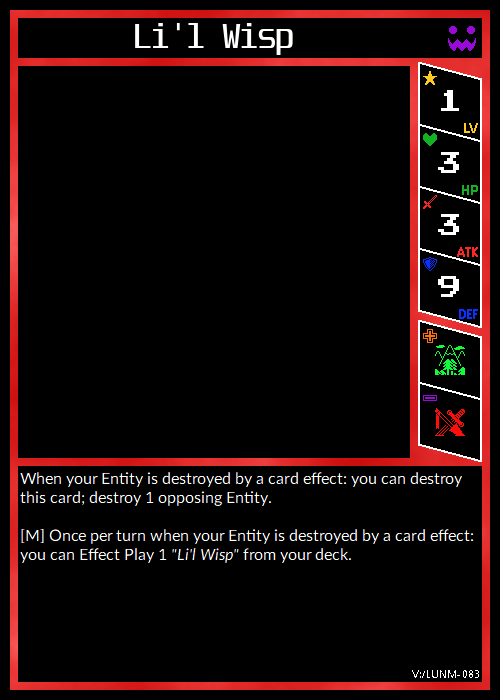 Li'l Wisp
1
LV
3
HP
3
ATK
9
DEF
When your Entity is destroyed by a card effect: you can destroy
this card; destroy 1 opposing Entity.
[M] Once per turn when your Entity is destroyed by a card effect:
you can Effect Play 1 "Li'l Wisp" from your deck.
V:/LUNM-083